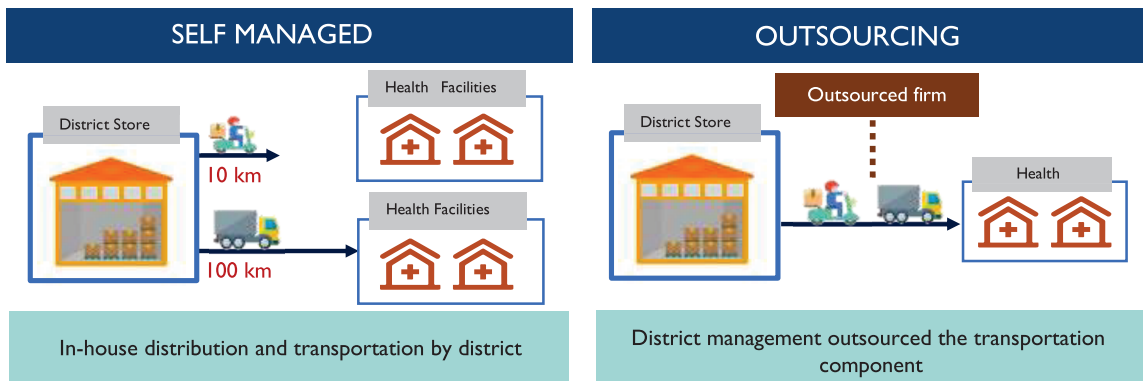 SELF MANAGED
District Store
10 km
100 km
Health Facilities
Health Facilities
In-house distribution and transportation by district
OUTSOURCING
Outsourced firm
District Store
Health
District management outsourced the transportation
component